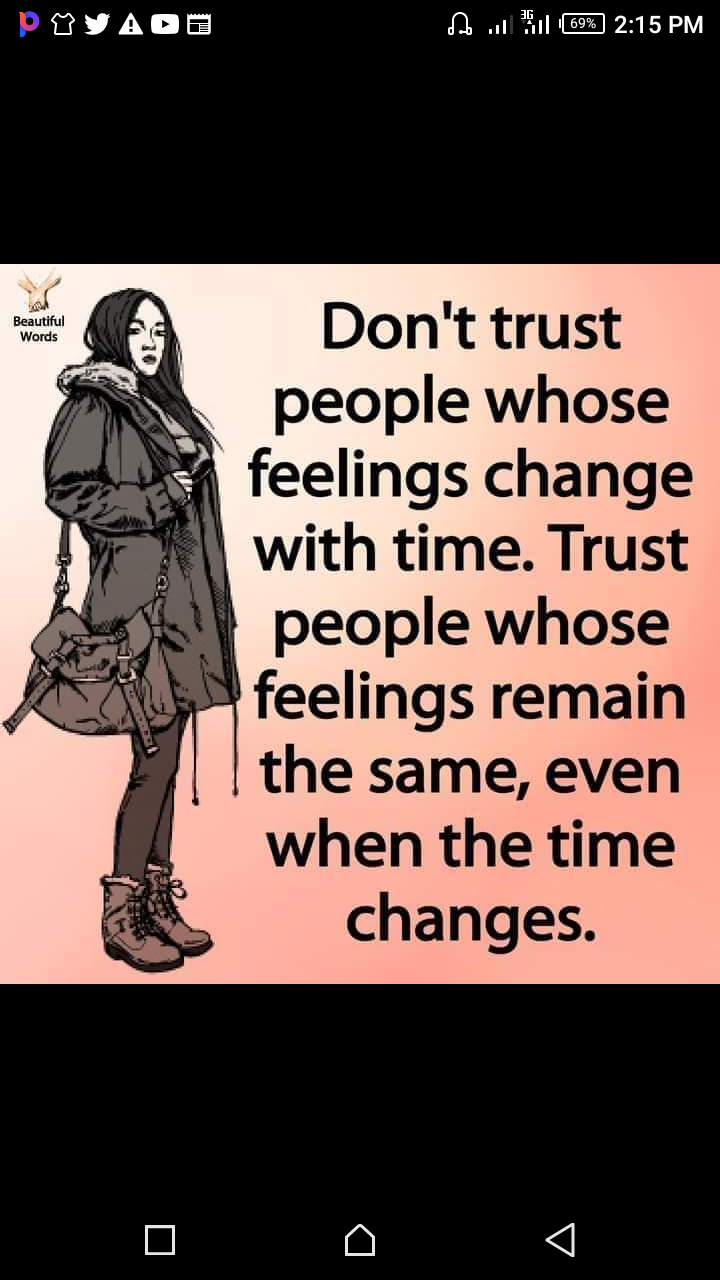 3G 69% 2:15 PM
Beautiful
Words
Don't trust
people whose
feelings change
with time. Trust
people whose
feelings remain
the same, even
when the time
changes.